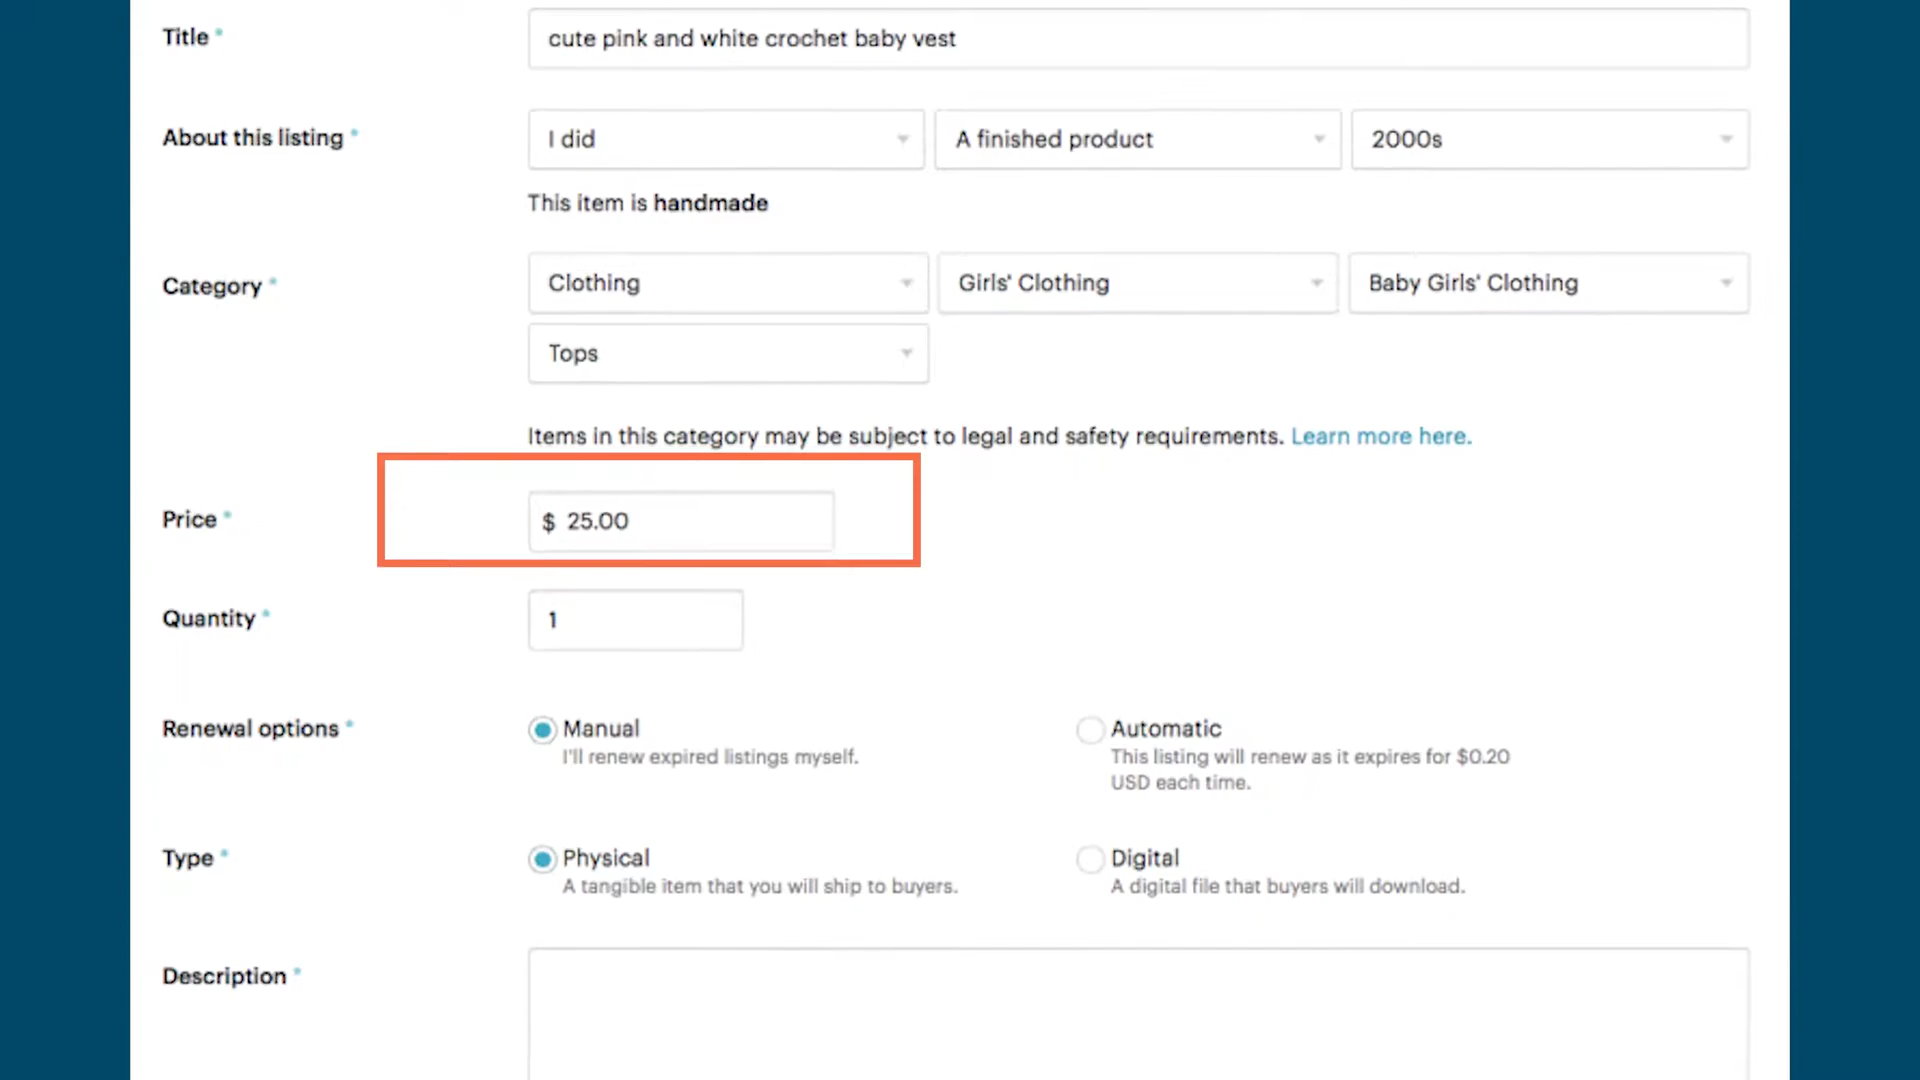 Title *
cute pink and white crochet baby vest
About this listing *
I did
A finished product
2000s
This item is handmade
Category *
Clothing
Girls' Clothing
Baby Girls' Clothing
Tops
Items in this category may be subject to legal and safety requirements. Learn more here.
Price *
$ 25.00
Quantity *
1
Renewal options *
Manual
I'll renew expired listings myself.
Automatic
This listing will renew as it expires for $0.20
USD each time.
Type *
Physical
A tangible item that you will ship to buyers.
Digital
A digital file that buyers will download.
Description *